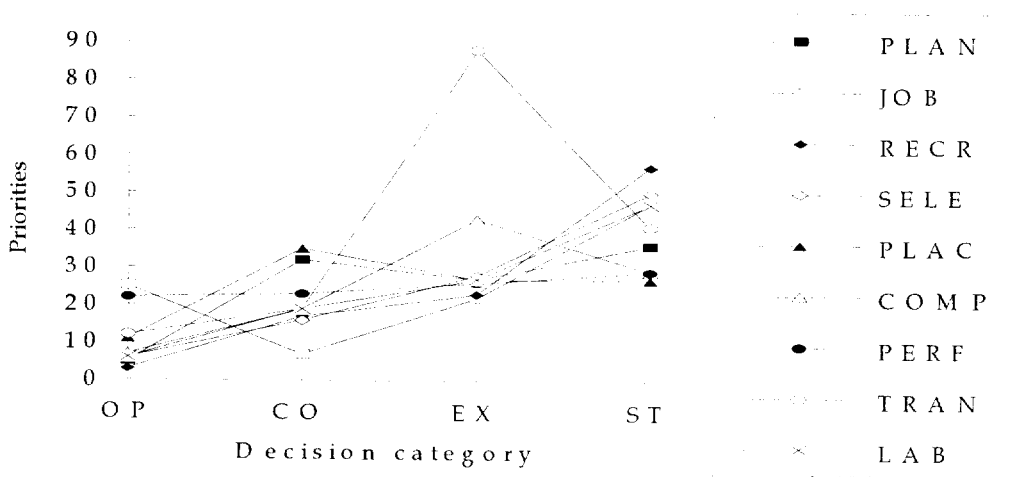 90
80
70
60
50
40
30
20
10
0
Priorities
OP CO EX ST
Decision category
PLAN
JOB
RECR
SELE
PLAC
COMP
PERF
TRAN
LAB